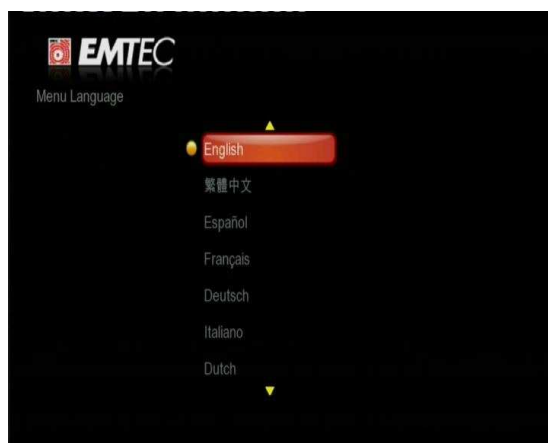 EMTEC
Menu Language
English
繁體中文
Español
Français
Deutsch
Italiano
Dutch